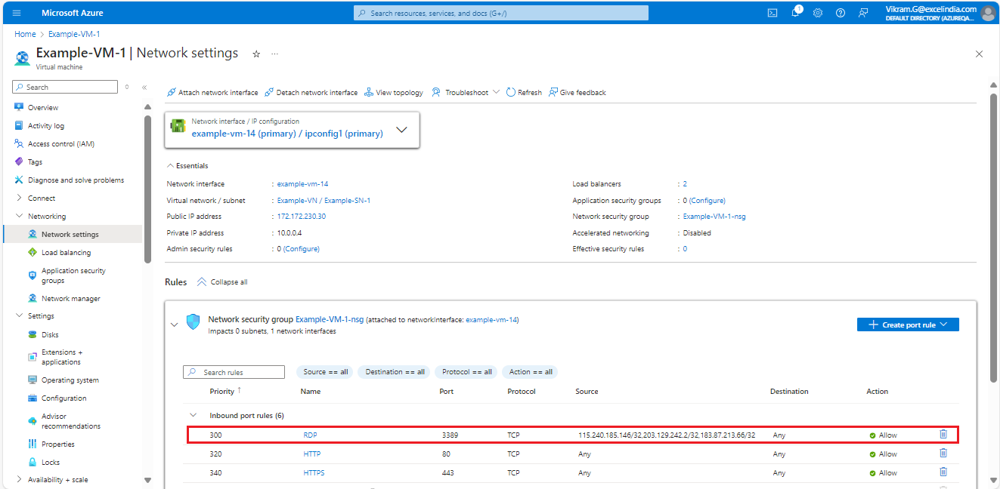 Microsoft Azure
Search resources, services, and docs (G+/)
1
Vikram.G@excelindia.com
DEFAULT DIRECTORY (AZUREQA...
Home > Example-VM-1
Example-VM-1 | Network settings
Virtual machine
Search
Overview
Activity log
Access control (IAM)
Tags
Diagnose and solve problems
Connect
Networking
Network settings
Load balancing
Application security
groups
Network manager
Settings
Disks
Extensions +
applications
Operating system
Configuration
Advisor
recommendations
Properties
Locks
Availability + scale
Attach network interface Detach network interface View topology Troubleshoot Refresh Give feedback
Network interface / IP configuration
example-vm-14 (primary) / ipconfig1 (primary)
Essentials
Network interface : example-vm-14
Virtual network / subnet : Example-VN / Example-SN-1
Public IP address : 172.172.230.30
Private IP address : 10.0.0.4
Admin security rules : 0 (Configure)
Load balancers : 2
Application security groups : 0 (Configure)
Network security group : Example-VM-1-nsg
Accelerated networking : Disabled
Effective security rules : 0
Rules Collapse all
Network security group Example-VM-1-nsg (attached to networkInterface: example-vm-14)
Impacts 0 subnets, 1 network interfaces
Create port rule
Search rules Source == all Destination == all Protocol == all Action == all
Priority ↑ Name Port Protocol Source Destination Action
Inbound port rules (6)
300 RDP 3389 TCP 115.240.185.146/32,203.129.242.2/32,183.87.213.66/32 Any Allow
320 HTTP 80 TCP Any Any Allow
340 HTTPS 443 TCP Any Any Allow